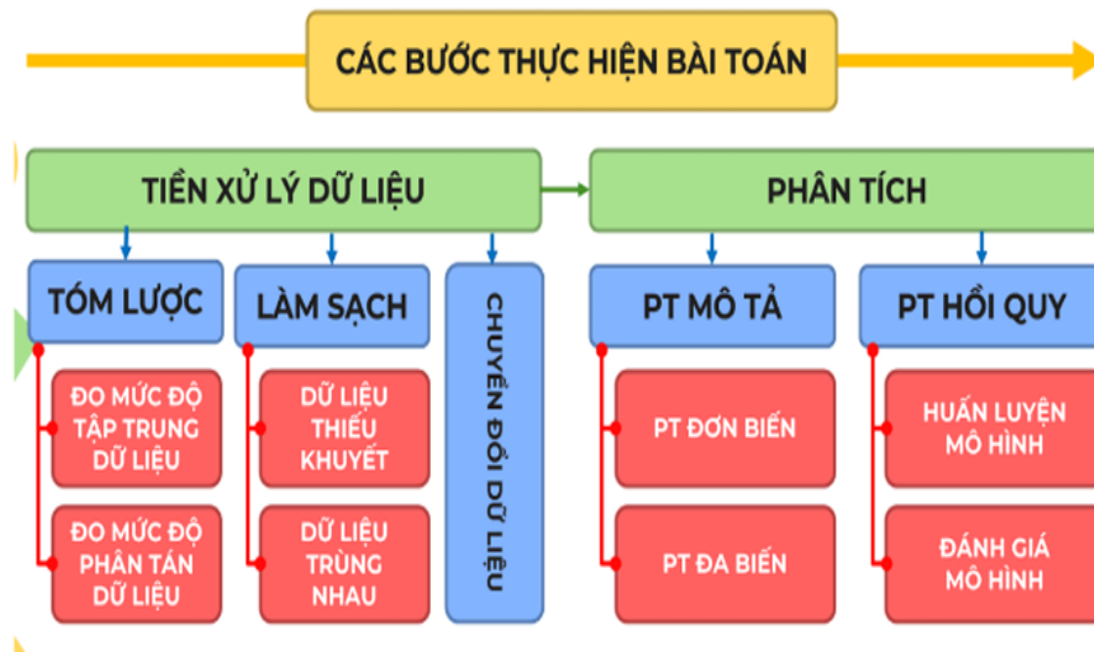 CÁC BƯỚC THỰC HIỆN BÀI TOÁN
TIỀN XỬ LÝ DỮ LIỆU
PHÂN TÍCH
TÓM LƯỢC
LÀM SẠCH
CHUYỂN ĐỔI DỮ LIỆU
PT MÔ TẢ
PT HỒI QUY
ĐO MỨC ĐỘ
TẬP TRUNG
DỮ LIỆU
DỮ LIỆU
THIẾU
KHUYẾT
PT ĐƠN BIẾN
HUẤN LUYỆN
MÔ HÌNH
ĐO MỨC ĐỘ
PHÂN TÁN
DỮ LIỆU
DỮ LIỆU
TRÙNG
NHAU
PT ĐA BIẾN
ĐÁNH GIÁ
MÔ HÌNH